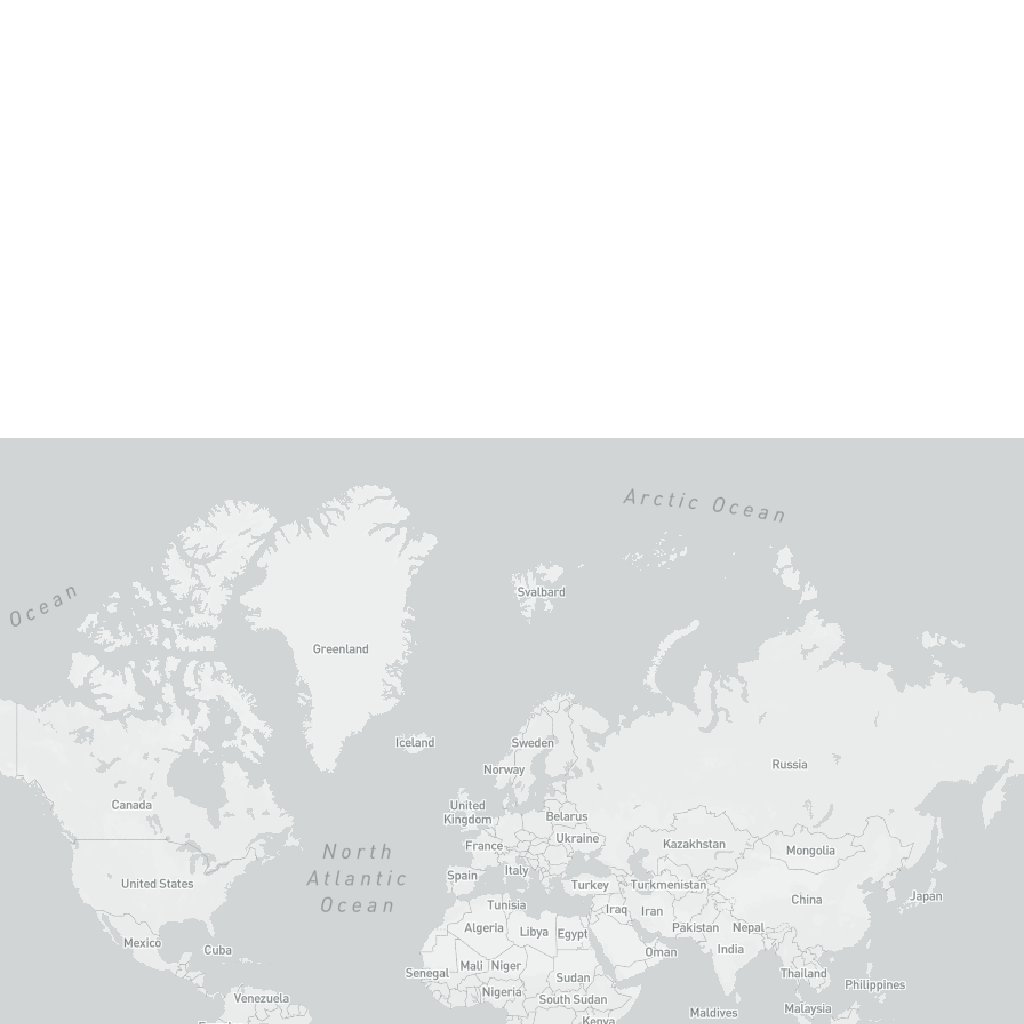 Arctic Ocean
Ocean
Svalbard
Greenland
Iceland
Sweden
Norway
Russia
Canada
United
Kingdom
Belarus
Ukraine
Kazakhstan
Mongolia
France
North
Atlantic
Ocean
Italy
Spain
United States
Turkey
Turkmenistan
China
Japan
Tunisia
Iraq
Iran
Algeria
Libya
Egypt
Pakistan
Nepal
India
Mexico
Cuba
Oman
Senegal
Mali
Niger
Sudan
Thailand
Philippines
Nigeria
South Sudan
Venezuela
Maldives
Malaysia
Kenya